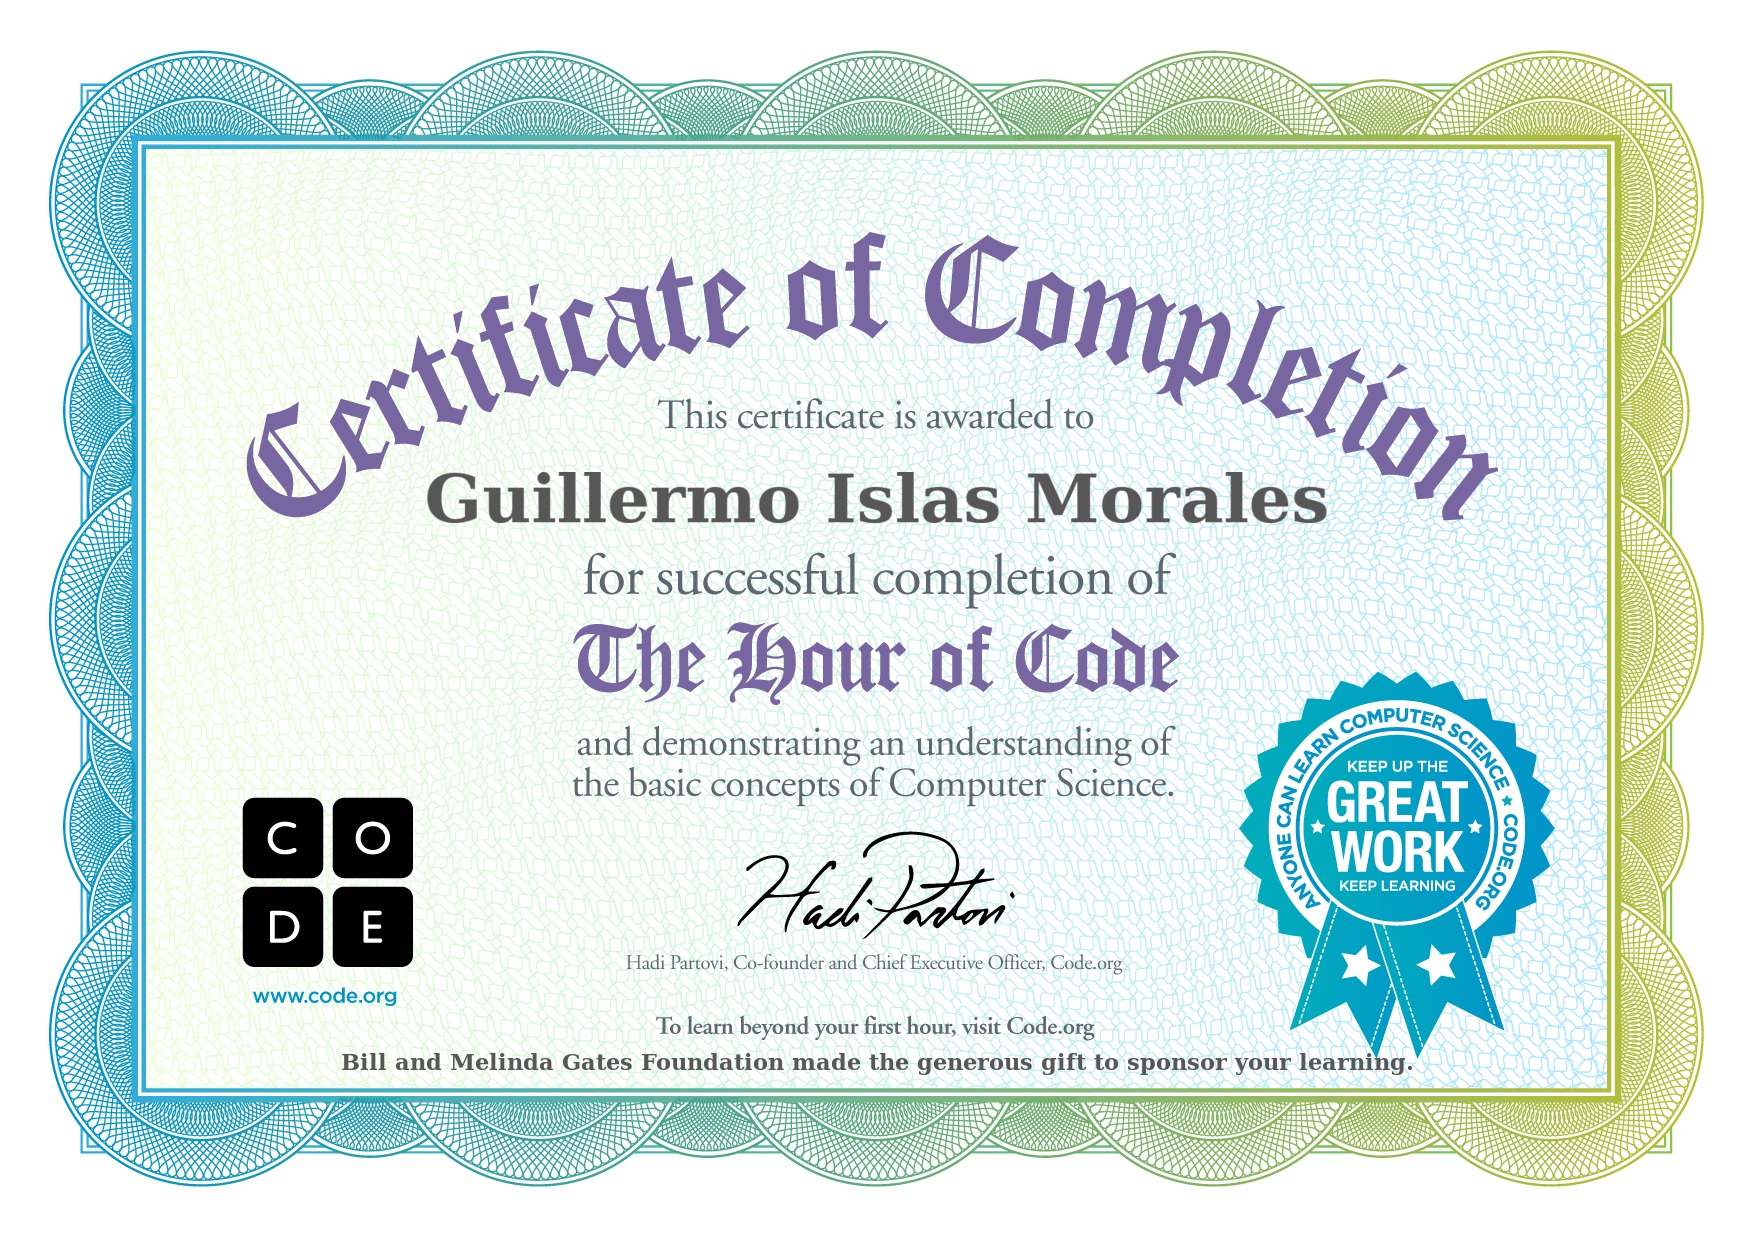 Certificate of Completion
This certificate is awarded to
Guillermo Islas Morales
for successful completion of
The Hour of Code
and demonstrating an understanding of
the basic concepts of Computer Science.
C O
D E
www.code.org
Hadi Partovi
Hadi Partovi, Co-founder and Chief Executive Officer, Code.org
To learn beyond your first hour, visit Code.org
Bill and Melinda Gates Foundation made the generous gift to sponsor your learning.
ANYONE CAN LEARN COMPUTER SCIENCE ★ CODE.ORG
KEEP UP THE
GREAT
WORK
KEEP LEARNING